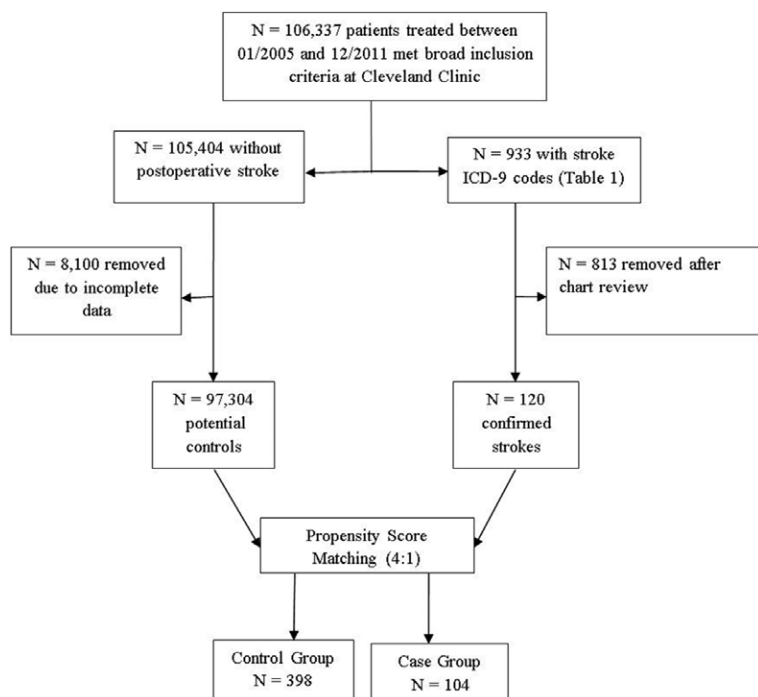 N = 106,337 patients treated between
01/2005 and 12/2011 met broad inclusion
criteria at Cleveland Clinic
N = 105,404 without
postoperative stroke
N = 933 with stroke
ICD-9 codes (Table 1)
N = 8,100 removed
due to incomplete
data
N = 813 removed after
chart review
N = 97,304
potential
controls
N = 120
confirmed
strokes
Propensity Score
Matching (4:1)
Control Group
N = 398
Case Group
N = 104